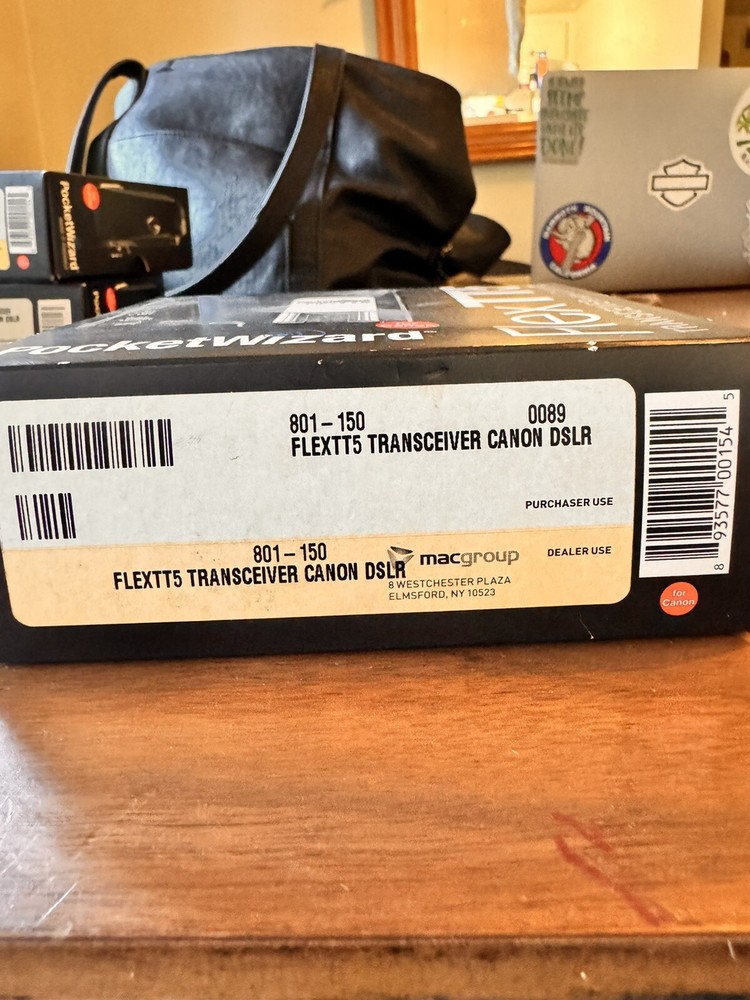 PocketWizard
PocketWizard
801-150 0089
FLEXTT5 TRANSCEIVER CANON DSLR
PURCHASER USE
801-150
FLEXTT5 TRANSCEIVER CANON DSLR
macgroup
8 WESTCHESTER PLAZA
ELMSFORD, NY 10523
DEALER USE
8 93577 00154 5
for
Canon